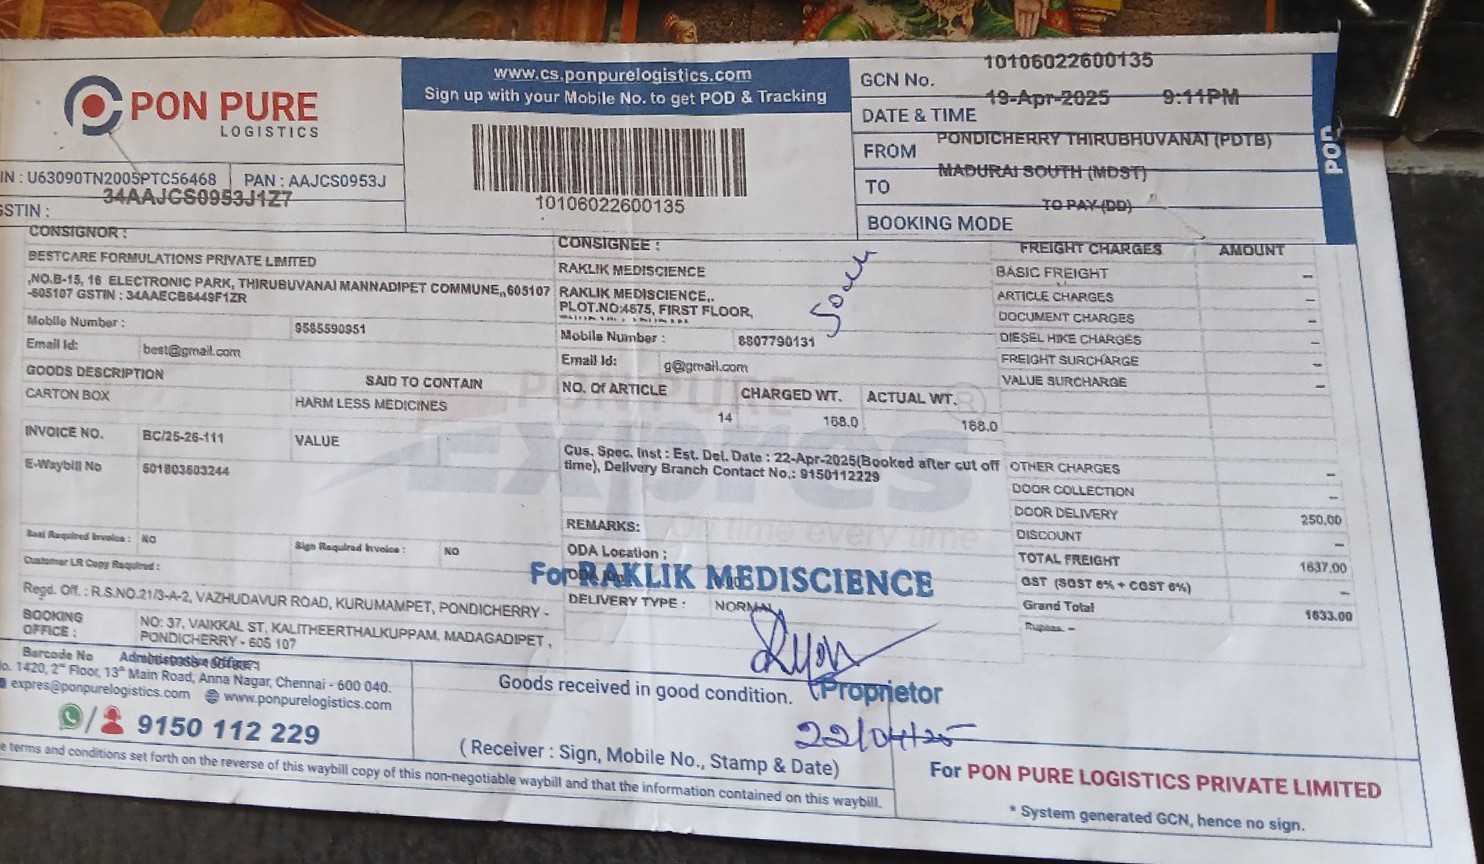 PON PURE
LOGISTICS
www.cs.ponpurelogistics.com
Sign up with your Mobile No. to get POD & Tracking
10106022600135
GCN No. 10106022600135
DATE & TIME 19-Apr-2025 9:11PM
FROM PONDICHERRY THIRUBHUVANAI (PDTB)
TO MADURAI SOUTH (MDST)
BOOKING MODE TO PAY (DD)
PON
IN : U63090TN2005PTC56468 PAN : AAJCS0953J
GSTIN : 34AAJCS0953J1Z7
CONSIGNOR :
BESTCARE FORMULATIONS PRIVATE LIMITED
,NO.B-15, 16 ELECTRONIC PARK, THIRUBUVANAI MANNADIPET COMMUNE,,605107
-605107 GSTIN : 34AAECB6449F1ZR
Mobile Number : 9585590951
Email Id: best@gmail.com
GOODS DESCRIPTION SAID TO CONTAIN
CARTON BOX HARM LESS MEDICINES
INVOICE NO. BC/25-26-111 VALUE
E-Waybill No 501803603244
Seal Required Invoice : NO Sign Required Invoice : NO
Customer LR Copy Required :
CONSIGNEE :
RAKLIK MEDISCIENCE
RAKLIK MEDISCIENCE,.
PLOT.NO:4575, FIRST FLOOR,
Mobile Number : 8807790131
Email Id: g@gmail.com
NO. Of ARTICLE CHARGED WT. ACTUAL WT.
14 168.0 168.0
PON PURE
Expres
On time every time
Cus. Spec. Inst : Est. Del. Date : 22-Apr-2025(Booked after cut off
time), Delivery Branch Contact No,: 9150112229
REMARKS:
ODA Location :
For RAKLIK MEDISCIENCE
DELIVERY TYPE : NORMAL
FREIGHT CHARGES AMOUNT
BASIC FREIGHT –
ARTICLE CHARGES –
DOCUMENT CHARGES –
DIESEL HIKE CHARGES –
FREIGHT SURCHARGE –
VALUE SURCHARGE –
OTHER CHARGES –
DOOR COLLECTION –
DOOR DELIVERY 250.00
DISCOUNT –
TOTAL FREIGHT 1637.00
GST (SGST 6% + CGST 6%) –
Grand Total 1633.00
Rupees. –
Regd. Off. : R.S.NO.21/3-A-2, VAZHUDAVUR ROAD, KURUMAMPET, PONDICHERRY -
BOOKING OFFICE : NO: 37, VAIKKAL ST, KALITHEERTHALKUPPAM, MADAGADIPET ,
PONDICHERRY - 605 107
Barcode No
Administrative Office :
No. 1420, 2nd Floor, 13th Main Road, Anna Nagar, Chennai - 600 040.
expres@ponpurelogistics.com www.ponpurelogistics.com
9150 112 229
Goods received in good condition.
Proprietor
22/04/25
( Receiver : Sign, Mobile No., Stamp & Date)
terms and conditions set forth on the reverse of this waybill copy of this non-negotiable waybill and that the information contained on this waybill.
For PON PURE LOGISTICS PRIVATE LIMITED
* System generated GCN, hence no sign.